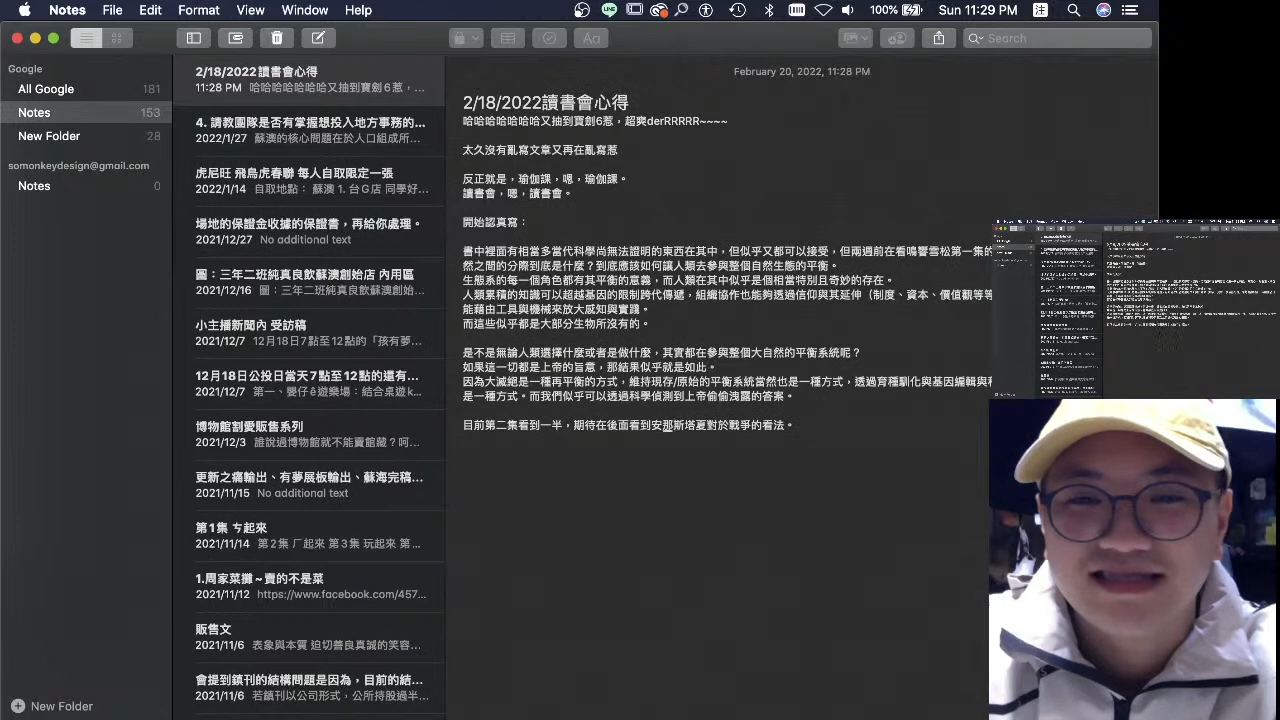 Notes File Edit Format View Window Help
LINE 100% Sun 11:29 PM 注
Aa
Search
Google
All Google 181
Notes 153
New Folder 28
somonkeydesign@gmail.com
Notes 0
New Folder
2/18/2022讀書會心得
11:28 PM 哈哈哈哈哈哈哈又抽到寶劍6惹，...
4. 請教團隊是否有掌握想投入地方事務的...
2022/1/27 蘇澳的核心問題在於人口組成所...
虎尼旺 飛虎虎春聯 每人自取限定一張
2022/1/14 自取地點： 蘇澳 1. 台G店 同學好...
場地的保證金收據的保證書，再給你處理。
2021/12/27 No additional text
圖：三年二班純真再敘蘇澳創形店 內用區
2021/12/16 圖：三年二班純真再敘蘇澳創始...
小主播新聞內 受訪稿
2021/12/7 12月18日7點至12點的「孩有夢...
12月18日公投日當天 7點至 12點的還有...
2021/12/7 第一、嬰仔ê遊樂場：結合桌遊 k...
博物館割愛販售系列
2021/12/3 誰說過博物館就不能賣館藏？呵...
更新之痛輸出、有夢展板輸出、蘇海完稿...
2021/11/15 No additional text
第1集 ㄘ起來
2021/11/14 第2集 ㄏ起來 第3集 玩起來 第...
1.周家菜攤～賣的不是菜
2021/11/12 https://www.facebook.com/457...
販售文
2021/11/6 表象與本質 迫切善良真誠的笑容...
會提到鎮刊的結構問題是因為，目前的結...
2021/11/6 若鎮刊以公司形式，公所持股過半...
February 20, 2022, 11:28 PM
2/18/2022讀書會心得
哈哈哈哈哈哈哈又抽到寶劍6惹，超爽derRRRRR~~~~
太久沒有亂寫文章又再在亂寫惹
反正就是，瑜伽課，嗯，瑜伽課。
讀書會，嗯，讀書會。
開始認真寫：
書中裡面有相當多當代科學尚無法證明的東西在其中，但似乎又都可以接受，但兩週前在看鳴響雪松第一集的
然之間的分際到底是什麼？到底應該如何讓人類去參與整個自然生態的平衡。
生態系的每一個角色都有其平衡的意義，而人類在其中似乎是個相當特別且奇妙的存在。
人類累積的知識可以超越基因的限制跨代傳遞，組織協作也能夠透過信仰與其延伸（制度、資本、價值觀等等
能藉由工具與機械來放大威知與實踐。
而這些似乎都是大部分生物所沒有的。
是不是無論人類選擇什麼或者是做什麼，其實都在參與整個大自然的平衡系統呢？
如果這一切都是上帝的旨意，那結果似乎就是如此。
因為大滅絕是一種再平衡的方式，維持現存/原始的平衡系統當然也是一種方式，透過育種馴化與基因編輯與
是一種方式。而我們似乎可以透過科學偵測到上帝偷偷洩露的答案。
目前第二集看到一半，期待在後面看到安那斯塔夏對於戰爭的看法。